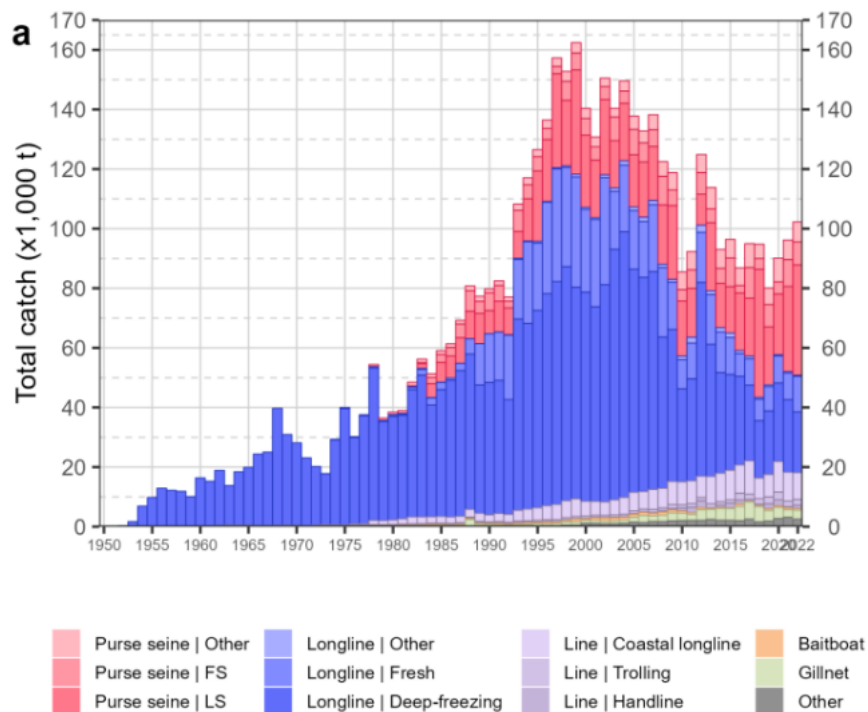 a
Total catch (x1,000 t)
170 170
160 160
140 140
120 120
100 100
80 80
60 60
40 40
20 20
0 0
1950 1955 1960 1965 1970 1975 1980 1985 1990 1995 2000 2005 2010 2015 2020 2022
Purse seine | Other Longline | Other Line | Coastal longline Baitboat
Purse seine | FS Longline | Fresh Line | Trolling Gillnet
Purse seine | LS Longline | Deep-freezing Line | Handline Other